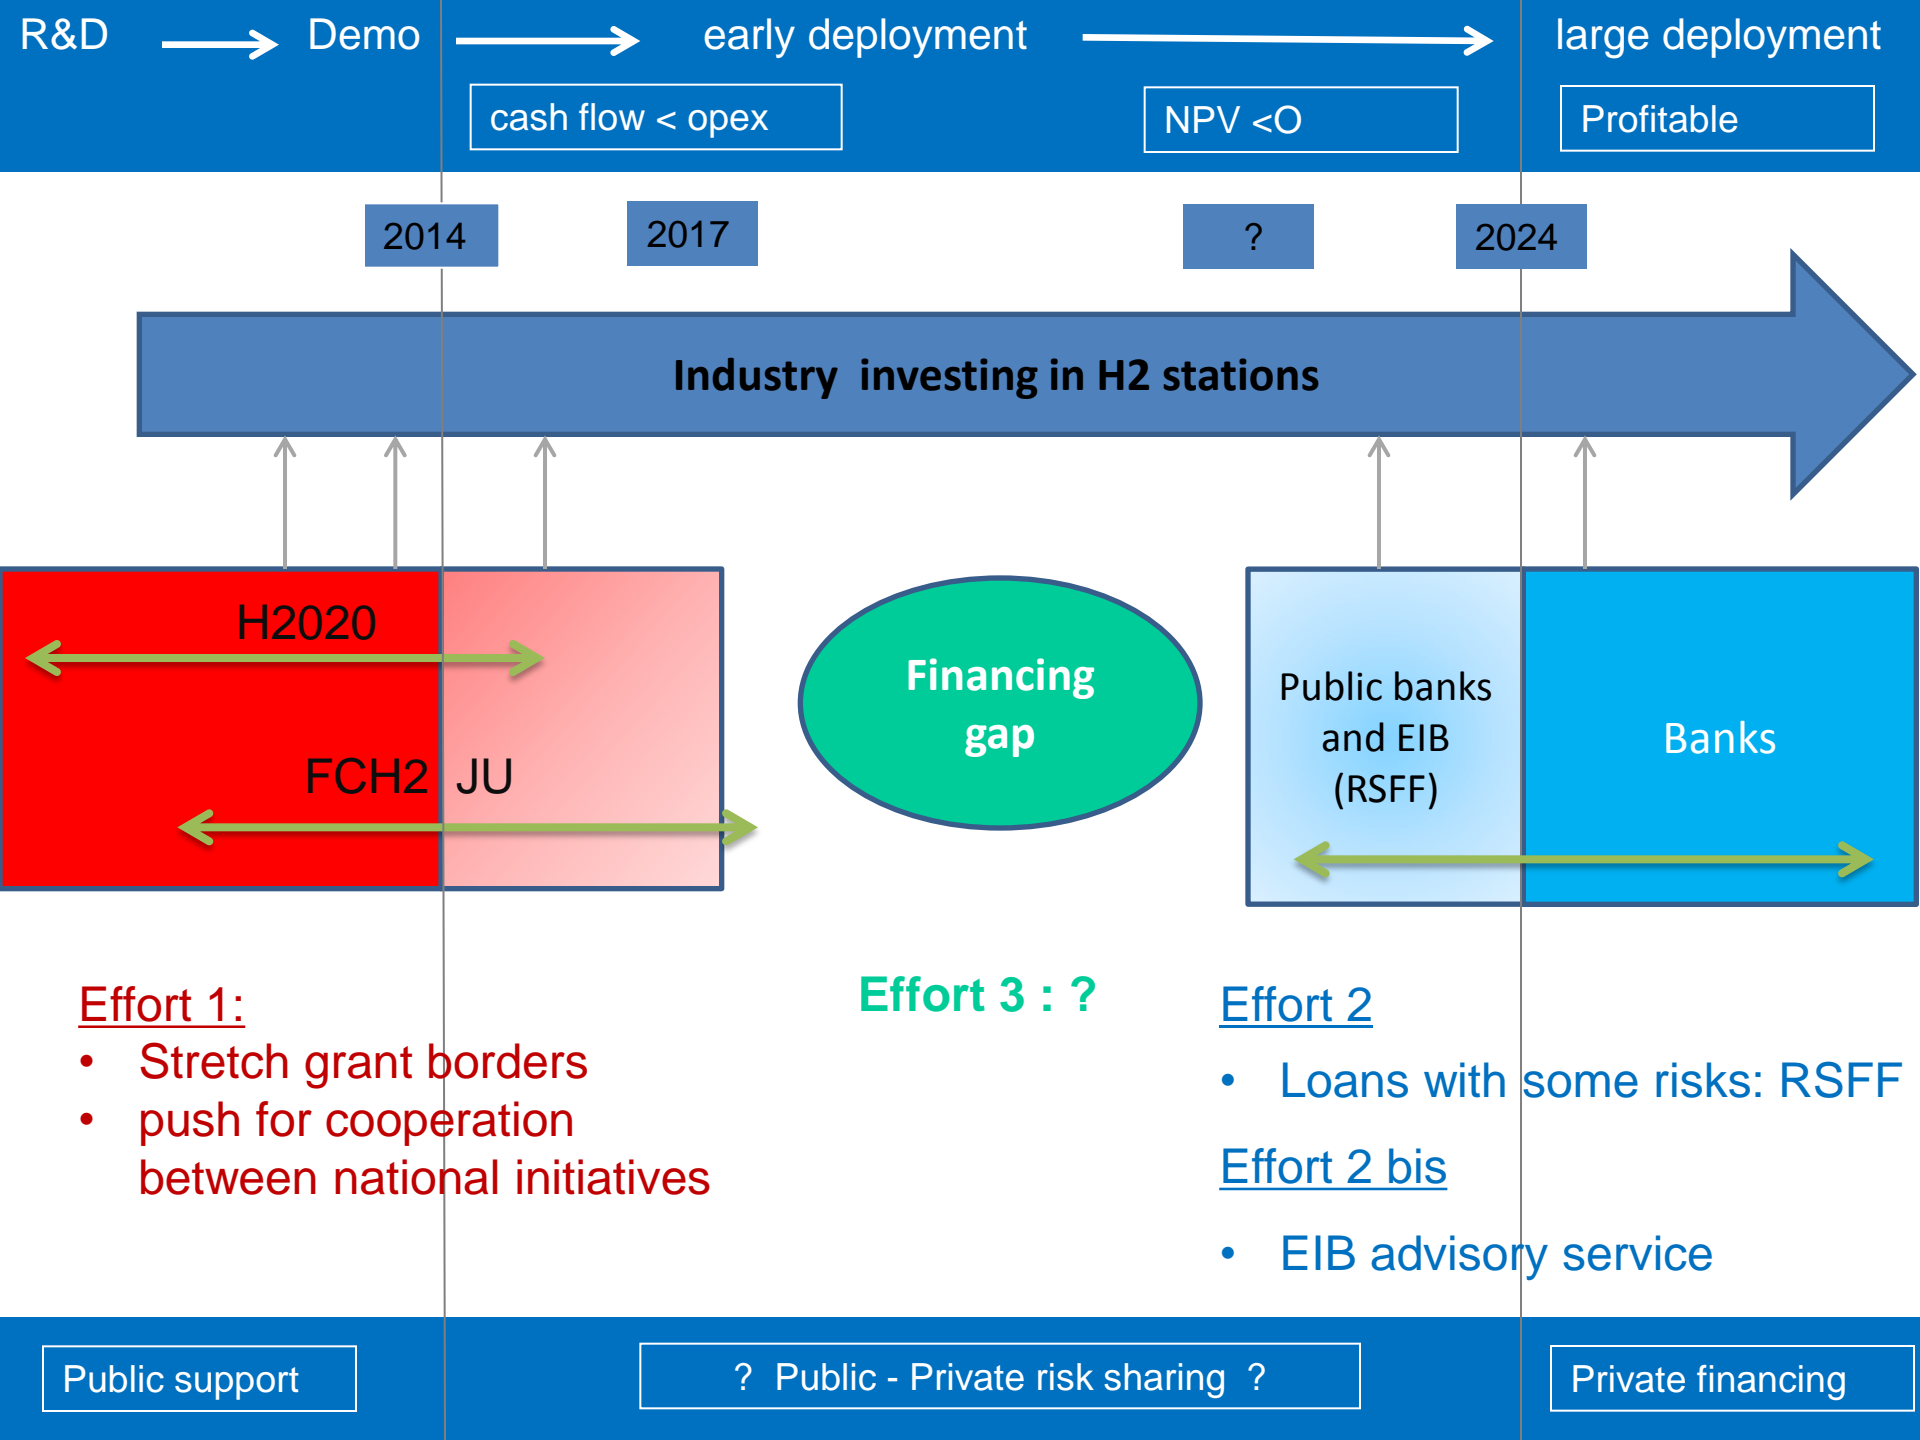 R&D Demo early deployment large deployment
cash flow < opex
NPV <O
Profitable
2014
2017
?
2024
Industry investing in H2 stations
H2020
FCH2 JU
Financing
gap
Public banks
and EIB
(RSFF)
Banks
Effort 1:
• Stretch grant borders
• push for cooperation
between national initiatives
Effort 3 : ?
Effort 2
• Loans with some risks: RSFF
Effort 2 bis
• EIB advisory service
Public support
? Public - Private risk sharing ?
Private financing